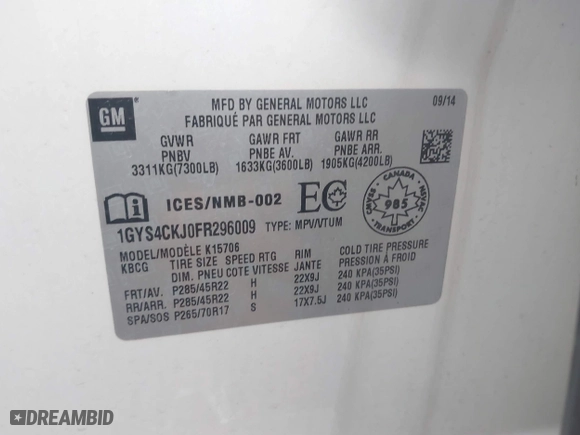 GM
MFD BY GENERAL MOTORS LLC
FABRIQUÉ PAR GENERAL MOTORS LLC
09/14
GVWR GAWR FRT GAWR RR
PNBV PNBE AV. PNBE ARR.
3311KG(7300LB) 1633KG(3600LB) 1905KG(4200LB)
ICES/NMB-002 EC
CANADA
CMVSS NSVAC
985
TRANSPORT
1GYS4CKJ0FR296009 TYPE: MPV/VTUM
MODEL/MODÈLE K15706
KBCG TIRE SIZE SPEED RTG RIM COLD TIRE PRESSURE
DIM. PNEU COTE VITESSE JANTE PRESSION À FROID
FRT/AV. P285/45R22 H 22X9J 240 KPA(35PSI)
RR/ARR. P285/45R22 H 22X9J 240 KPA(35PSI)
SPA/SOS P265/70R17 S 17X7.5J 240 KPA(35PSI)
DREAMBID